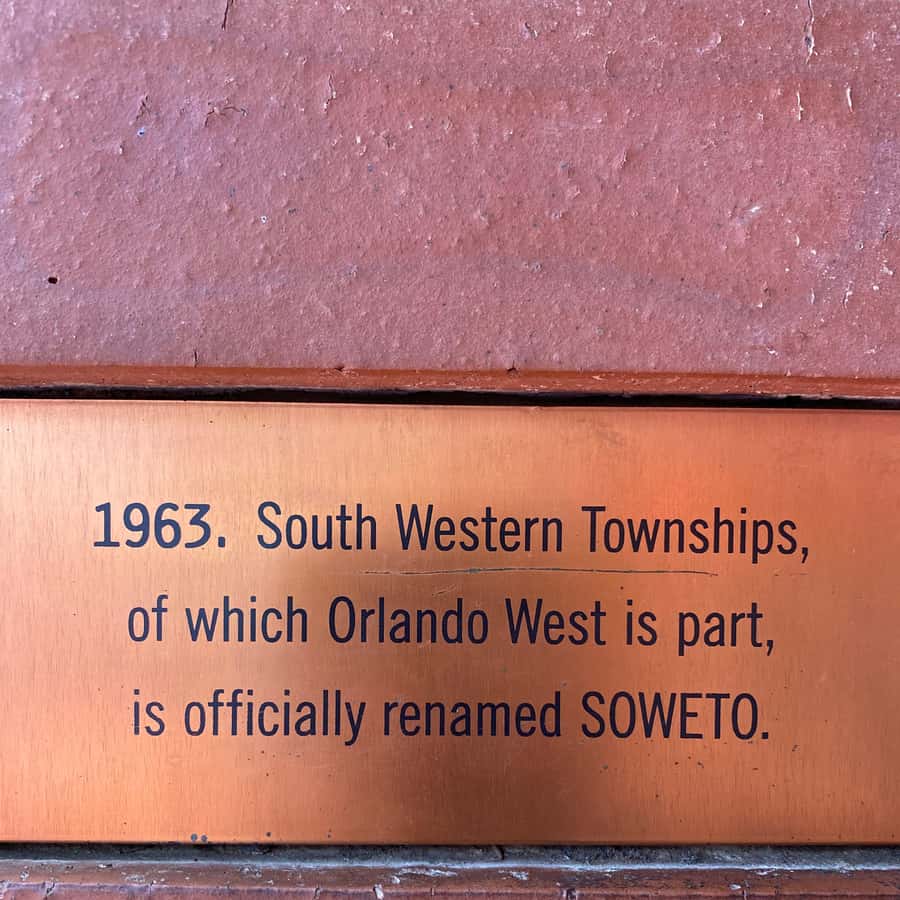 1963. South Western Townships,
of which Orlando West is part,
is officially renamed SOWETO.